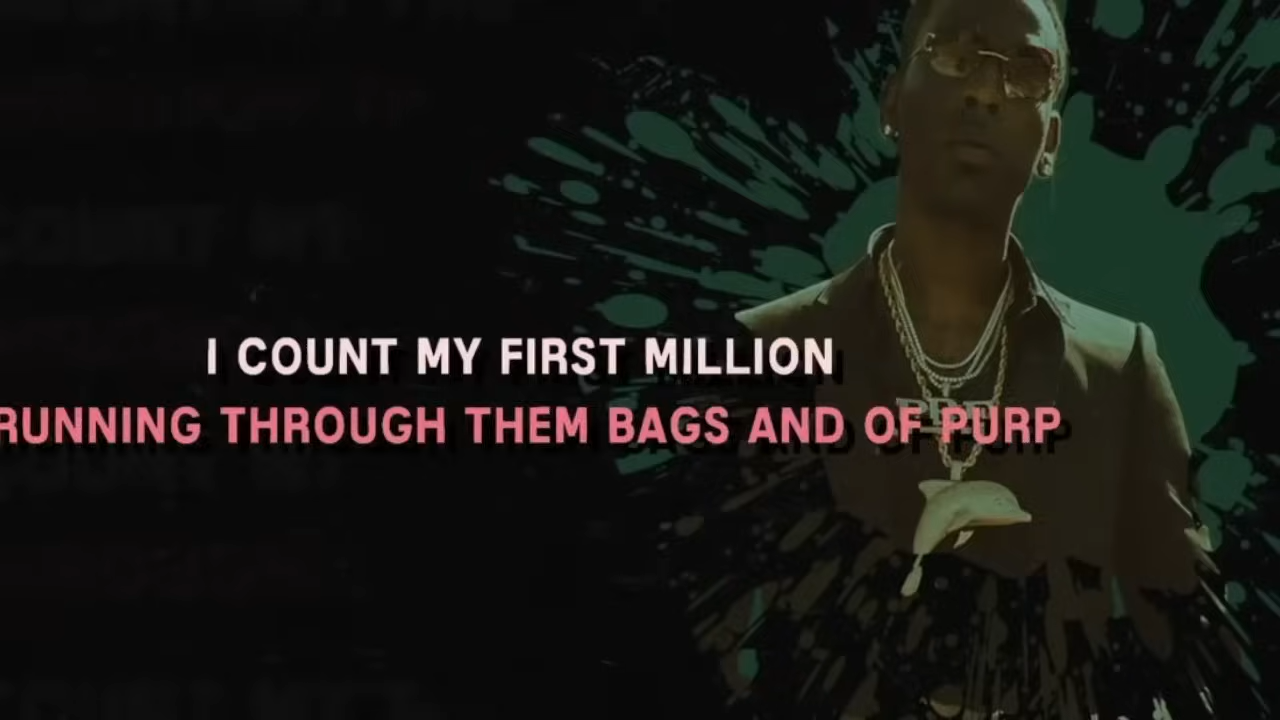 I COUNT MY FIRST MILLION
RUNNING THROUGH THEM BAGS AND OF PURP